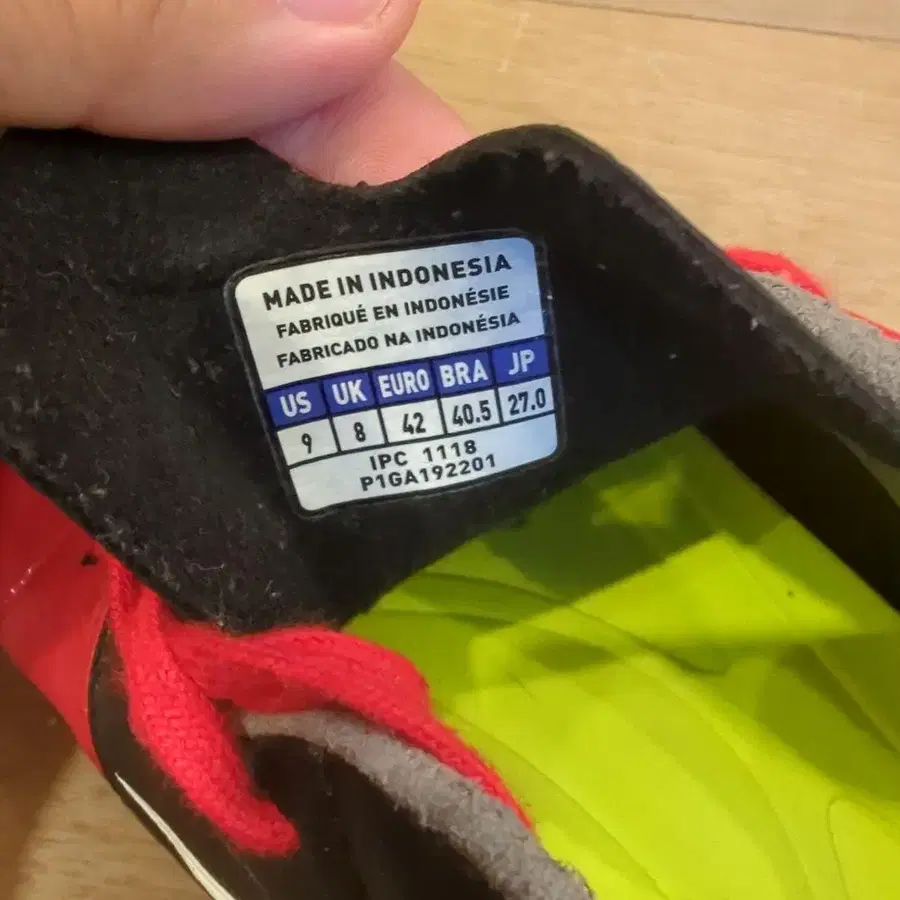 MADE IN INDONESIA
FABRIQUÉ EN INDONÉSIE
FABRICADO NA INDONÉSIA
US UK EURO BRA JP
9 8 42 40.5 27.0
IPC 1118
P1GA192201